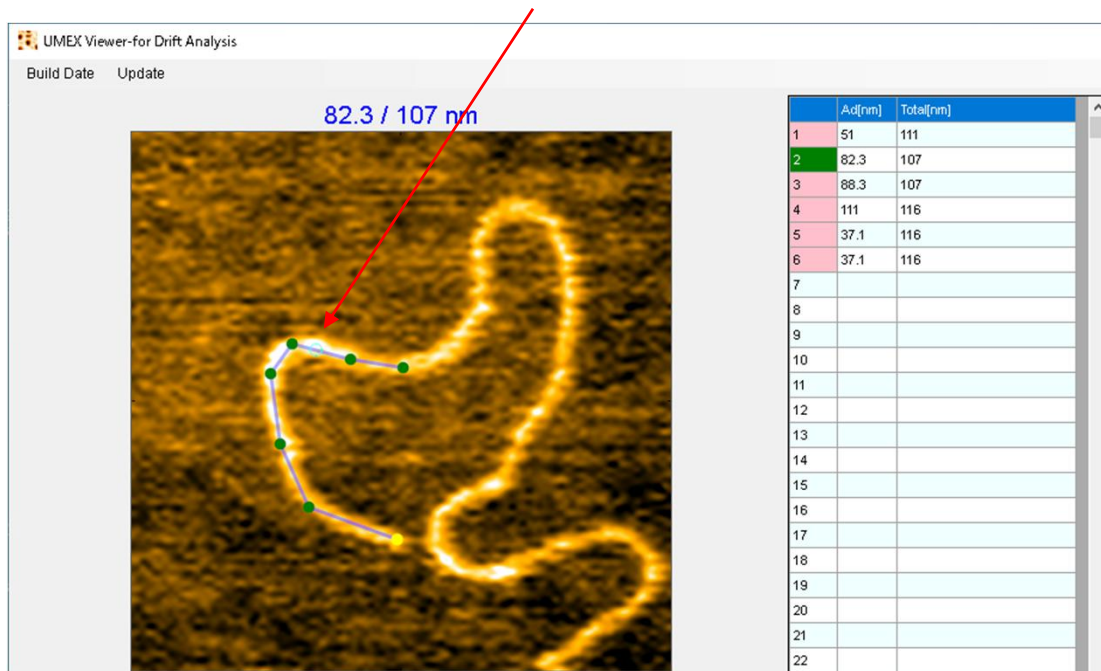 UMEX Viewer-for Drift Analysis
Build Date Update
82.3 / 107 nm
Ad[nm] Total[nm]
1 51 111
2 82.3 107
3 88.3 107
4 111 116
5 37.1 116
6 37.1 116
7
8
9
10
11
12
13
14
15
16
17
18
19
20
21
22